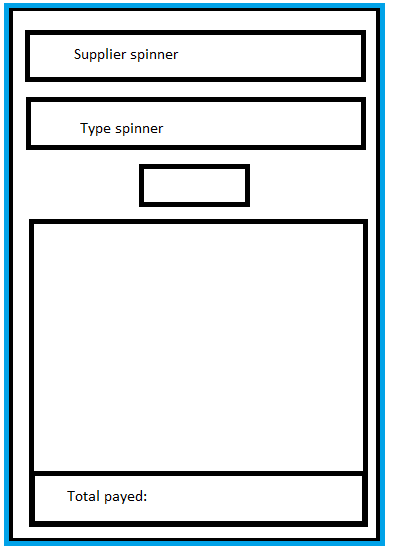 Supplier spinner
Type spinner
Total payed: